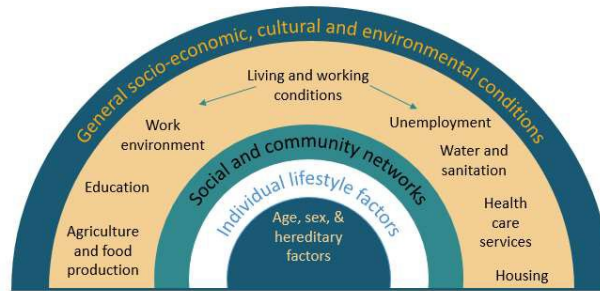 General socio-economic, cultural and environmental conditions
Living and working
conditions
Work
environment
Unemployment
Water and
sanitation
Education
Health
care
services
Agriculture
and food
production
Housing
Social and community networks
Individual lifestyle factors
Age, sex, &
hereditary
factors